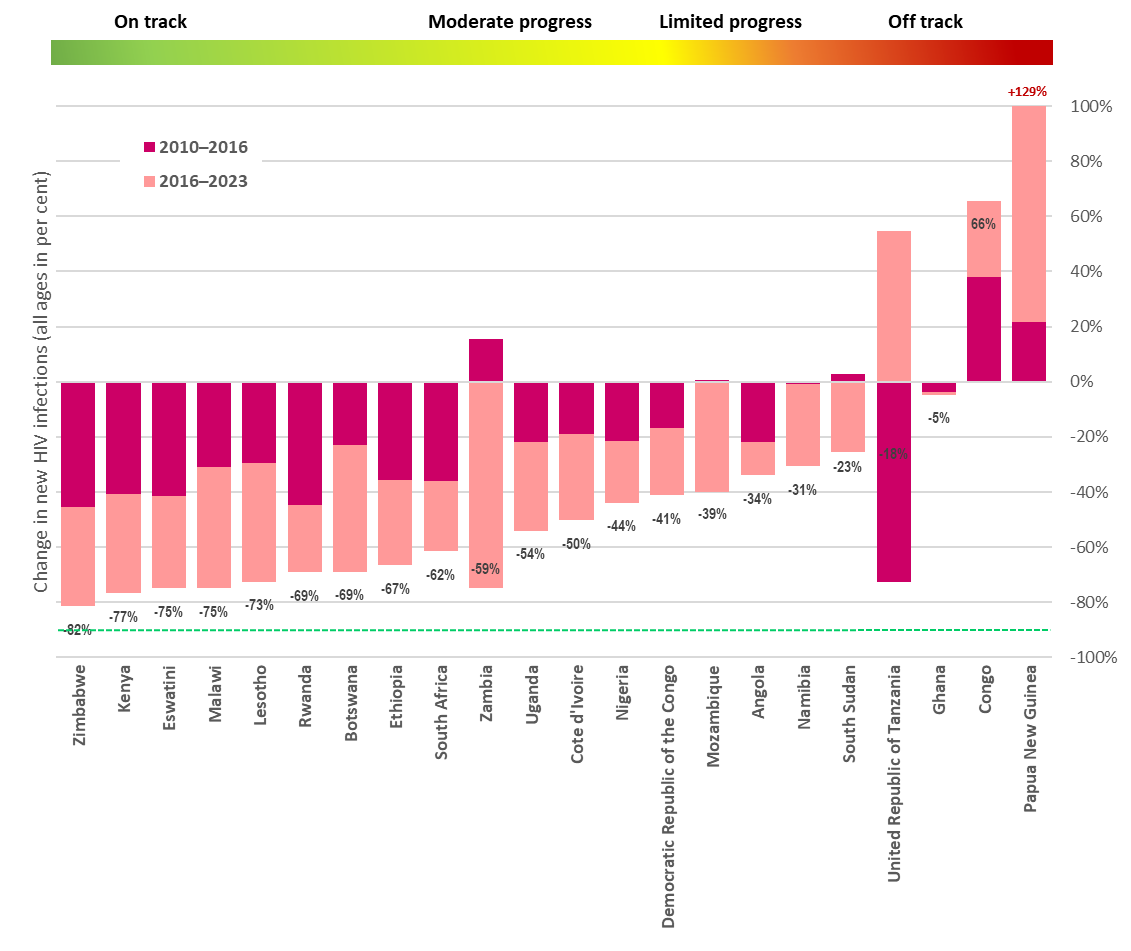 On track
Moderate progress
Limited progress
Off track
+129%
100%
80%
60%
40%
20%
0%
-20%
-40%
-60%
-80%
-100%
2010–2016
2016–2023
Change in new HIV infections (all ages in per cent)
66%
-18%
-5%
-82%
-77%
-75%
-75%
-73%
-69%
-69%
-67%
-62%
-59%
-54%
-50%
-44%
-41%
-39%
-34%
-31%
-23%
Zimbabwe
Kenya
Eswatini
Malawi
Lesotho
Rwanda
Botswana
Ethiopia
South Africa
Zambia
Uganda
Cote d'Ivoire
Nigeria
Democratic Republic of the Congo
Mozambique
Angola
Namibia
South Sudan
United Republic of Tanzania
Ghana
Congo
Papua New Guinea